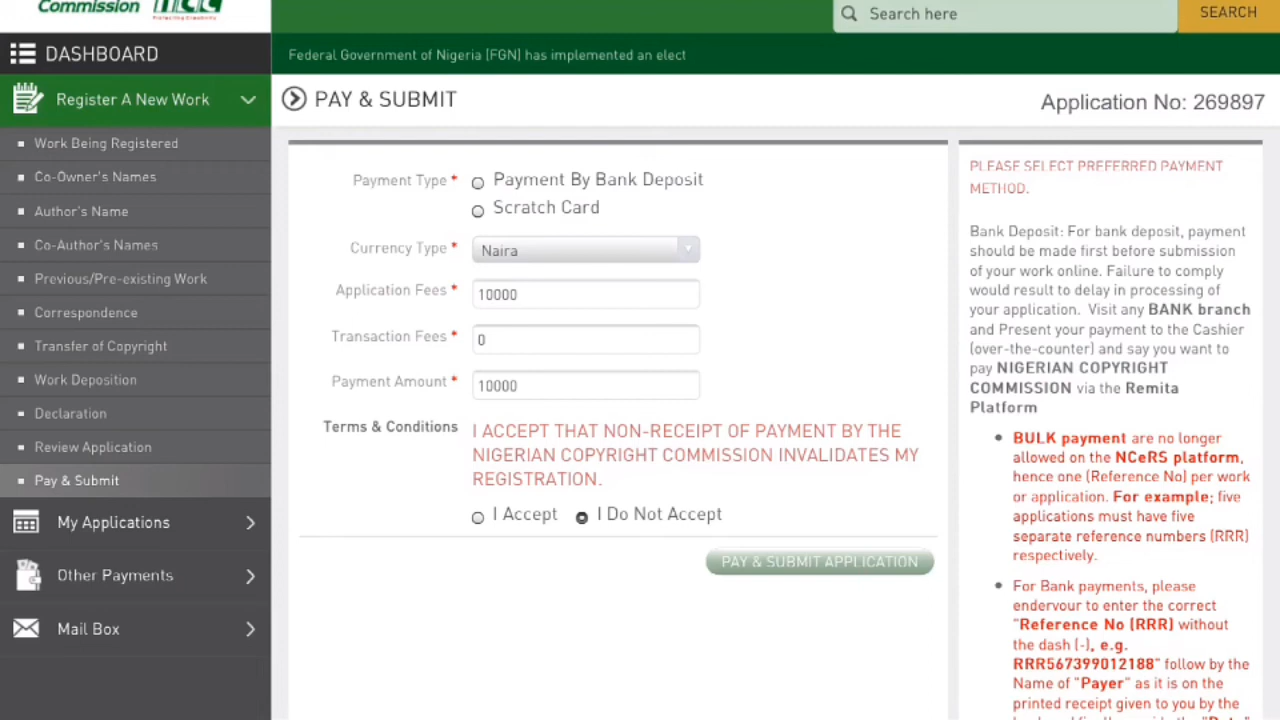 Commission ncc
Protecting Creativity
Search here
SEARCH
DASHBOARD
Federal Government of Nigeria [FGN] has implemented an elect
Register A New Work
PAY & SUBMIT
Application No: 269897
Work Being Registered
Co-Owner's Names
Author's Name
Co-Author's Names
Previous/Pre-existing Work
Correspondence
Transfer of Copyright
Work Deposition
Declaration
Review Application
Pay & Submit
My Applications
Other Payments
Mail Box
Payment Type *
Payment By Bank Deposit
Scratch Card
Currency Type *
Naira
Application Fees *
10000
Transaction Fees *
0
Payment Amount *
10000
Terms & Conditions
I ACCEPT THAT NON-RECEIPT OF PAYMENT BY THE
NIGERIAN COPYRIGHT COMMISSION INVALIDATES MY
REGISTRATION.
I Accept
I Do Not Accept
PAY & SUBMIT APPLICATION
PLEASE SELECT PREFERRED PAYMENT
METHOD.
Bank Deposit: For bank deposit, payment
should be made first before submission
of your work online. Failure to comply
would result to delay in processing of
your application. Visit any BANK branch
and Present your payment to the Cashier
(over-the-counter) and say you want to
pay NIGERIAN COPYRIGHT
COMMISSION via the Remita
Platform
BULK payment are no longer
allowed on the NCeRS platform,
hence one (Reference No) per work
or application. For example; five
applications must have five
separate reference numbers (RRR)
respectively.
For Bank payments, please
endervour to enter the correct
"Reference No (RRR) without
the dash (-), e.g.
RRR567399012188" follow by the
Name of "Payer" as it is on the
printed receipt given to you by the